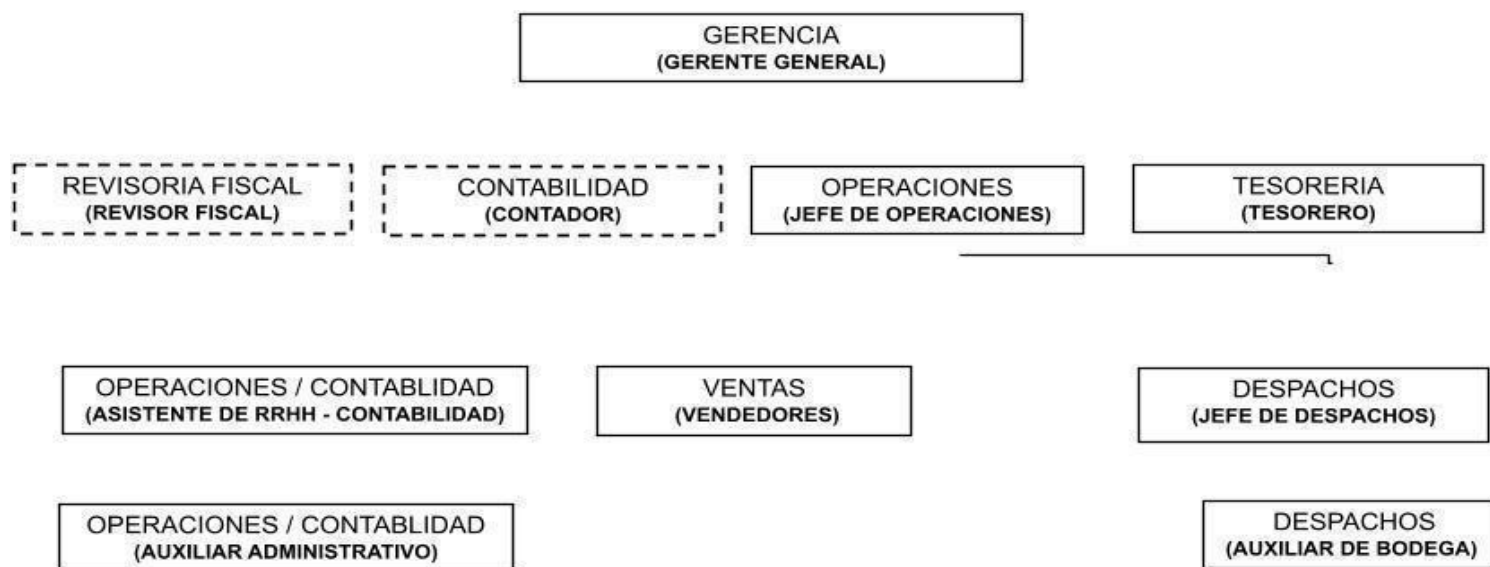 GERENCIA
(GERENTE GENERAL)
REVISORIA FISCAL
(REVISOR FISCAL)
CONTABILIDAD
(CONTADOR)
OPERACIONES
(JEFE DE OPERACIONES)
TESORERIA
(TESORERO)
OPERACIONES / CONTABLIDAD
(ASISTENTE DE RRHH - CONTABILIDAD)
VENTAS
(VENDEDORES)
DESPACHOS
(JEFE DE DESPACHOS)
OPERACIONES / CONTABLIDAD
(AUXILIAR ADMINISTRATIVO)
DESPACHOS
(AUXILIAR DE BODEGA)